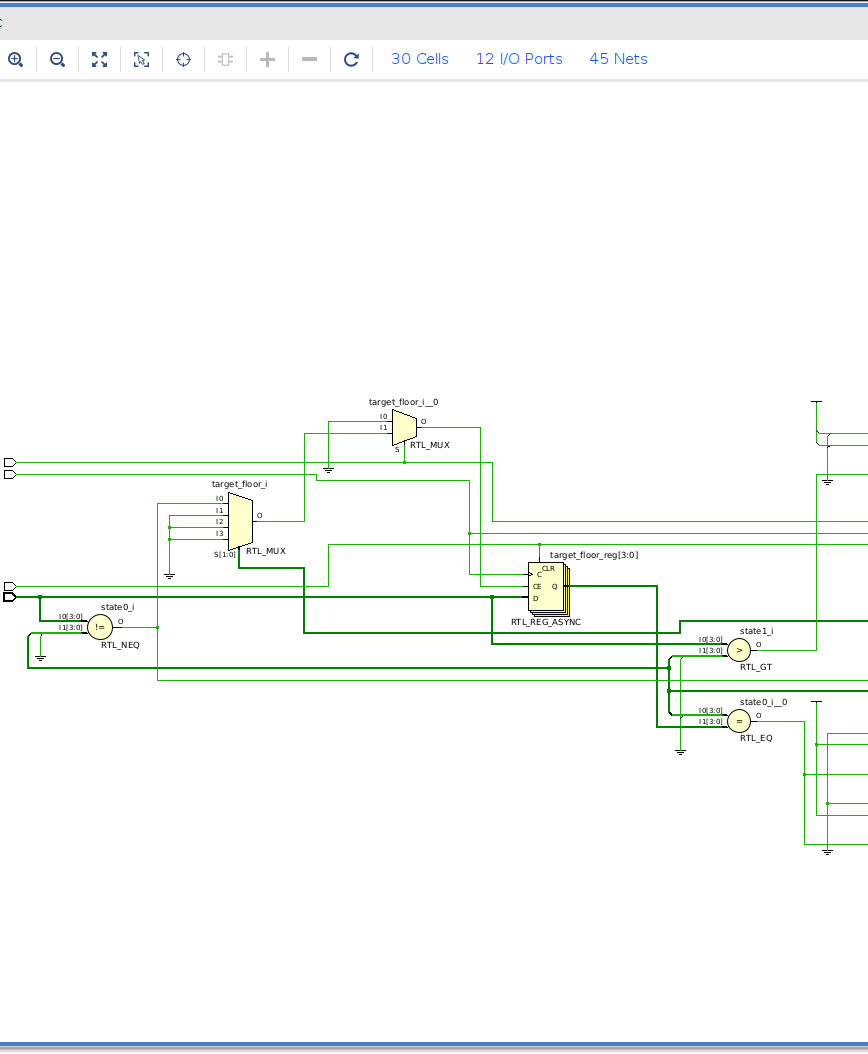 30 Cells 12 I/O Ports 45 Nets
target_floor_i__0
I0
I1
O
S
RTL_MUX
target_floor_i
I0
I1
I2
I3
O
S[1:0]
RTL_MUX
target_floor_reg[3:0]
CLR
C
CE
Q
D
RTL_REG_ASYNC
state0_i
I0[3:0]
I1[3:0]
!=
O
RTL_NEQ
state1_i
I0[3:0]
I1[3:0]
>
O
RTL_GT
state0_i__0
I0[3:0]
I1[3:0]
=
O
RTL_EQ